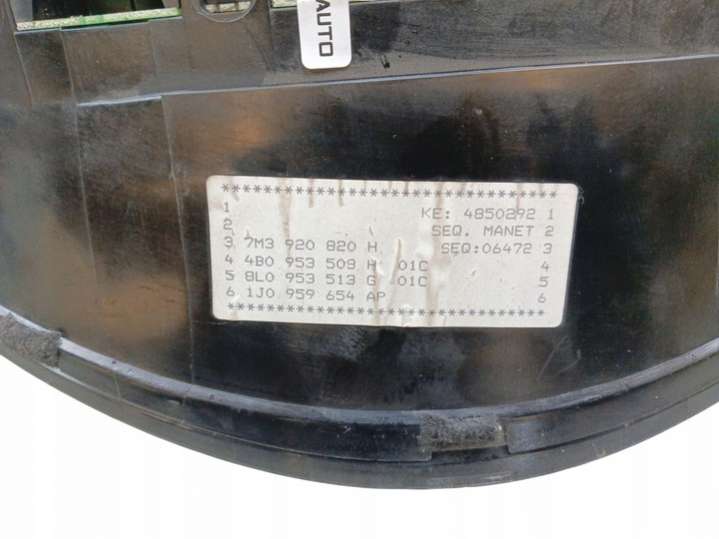 AUTO
************************************
1 KE: 4850292 1
2 SEQ. MANET 2
3 7M3 920 820 H SEQ:06472 3
4 4B0 953 503 H 01C 4
5 8L0 953 513 G 01C 5
6 1J0 959 654 AP 6
************************************